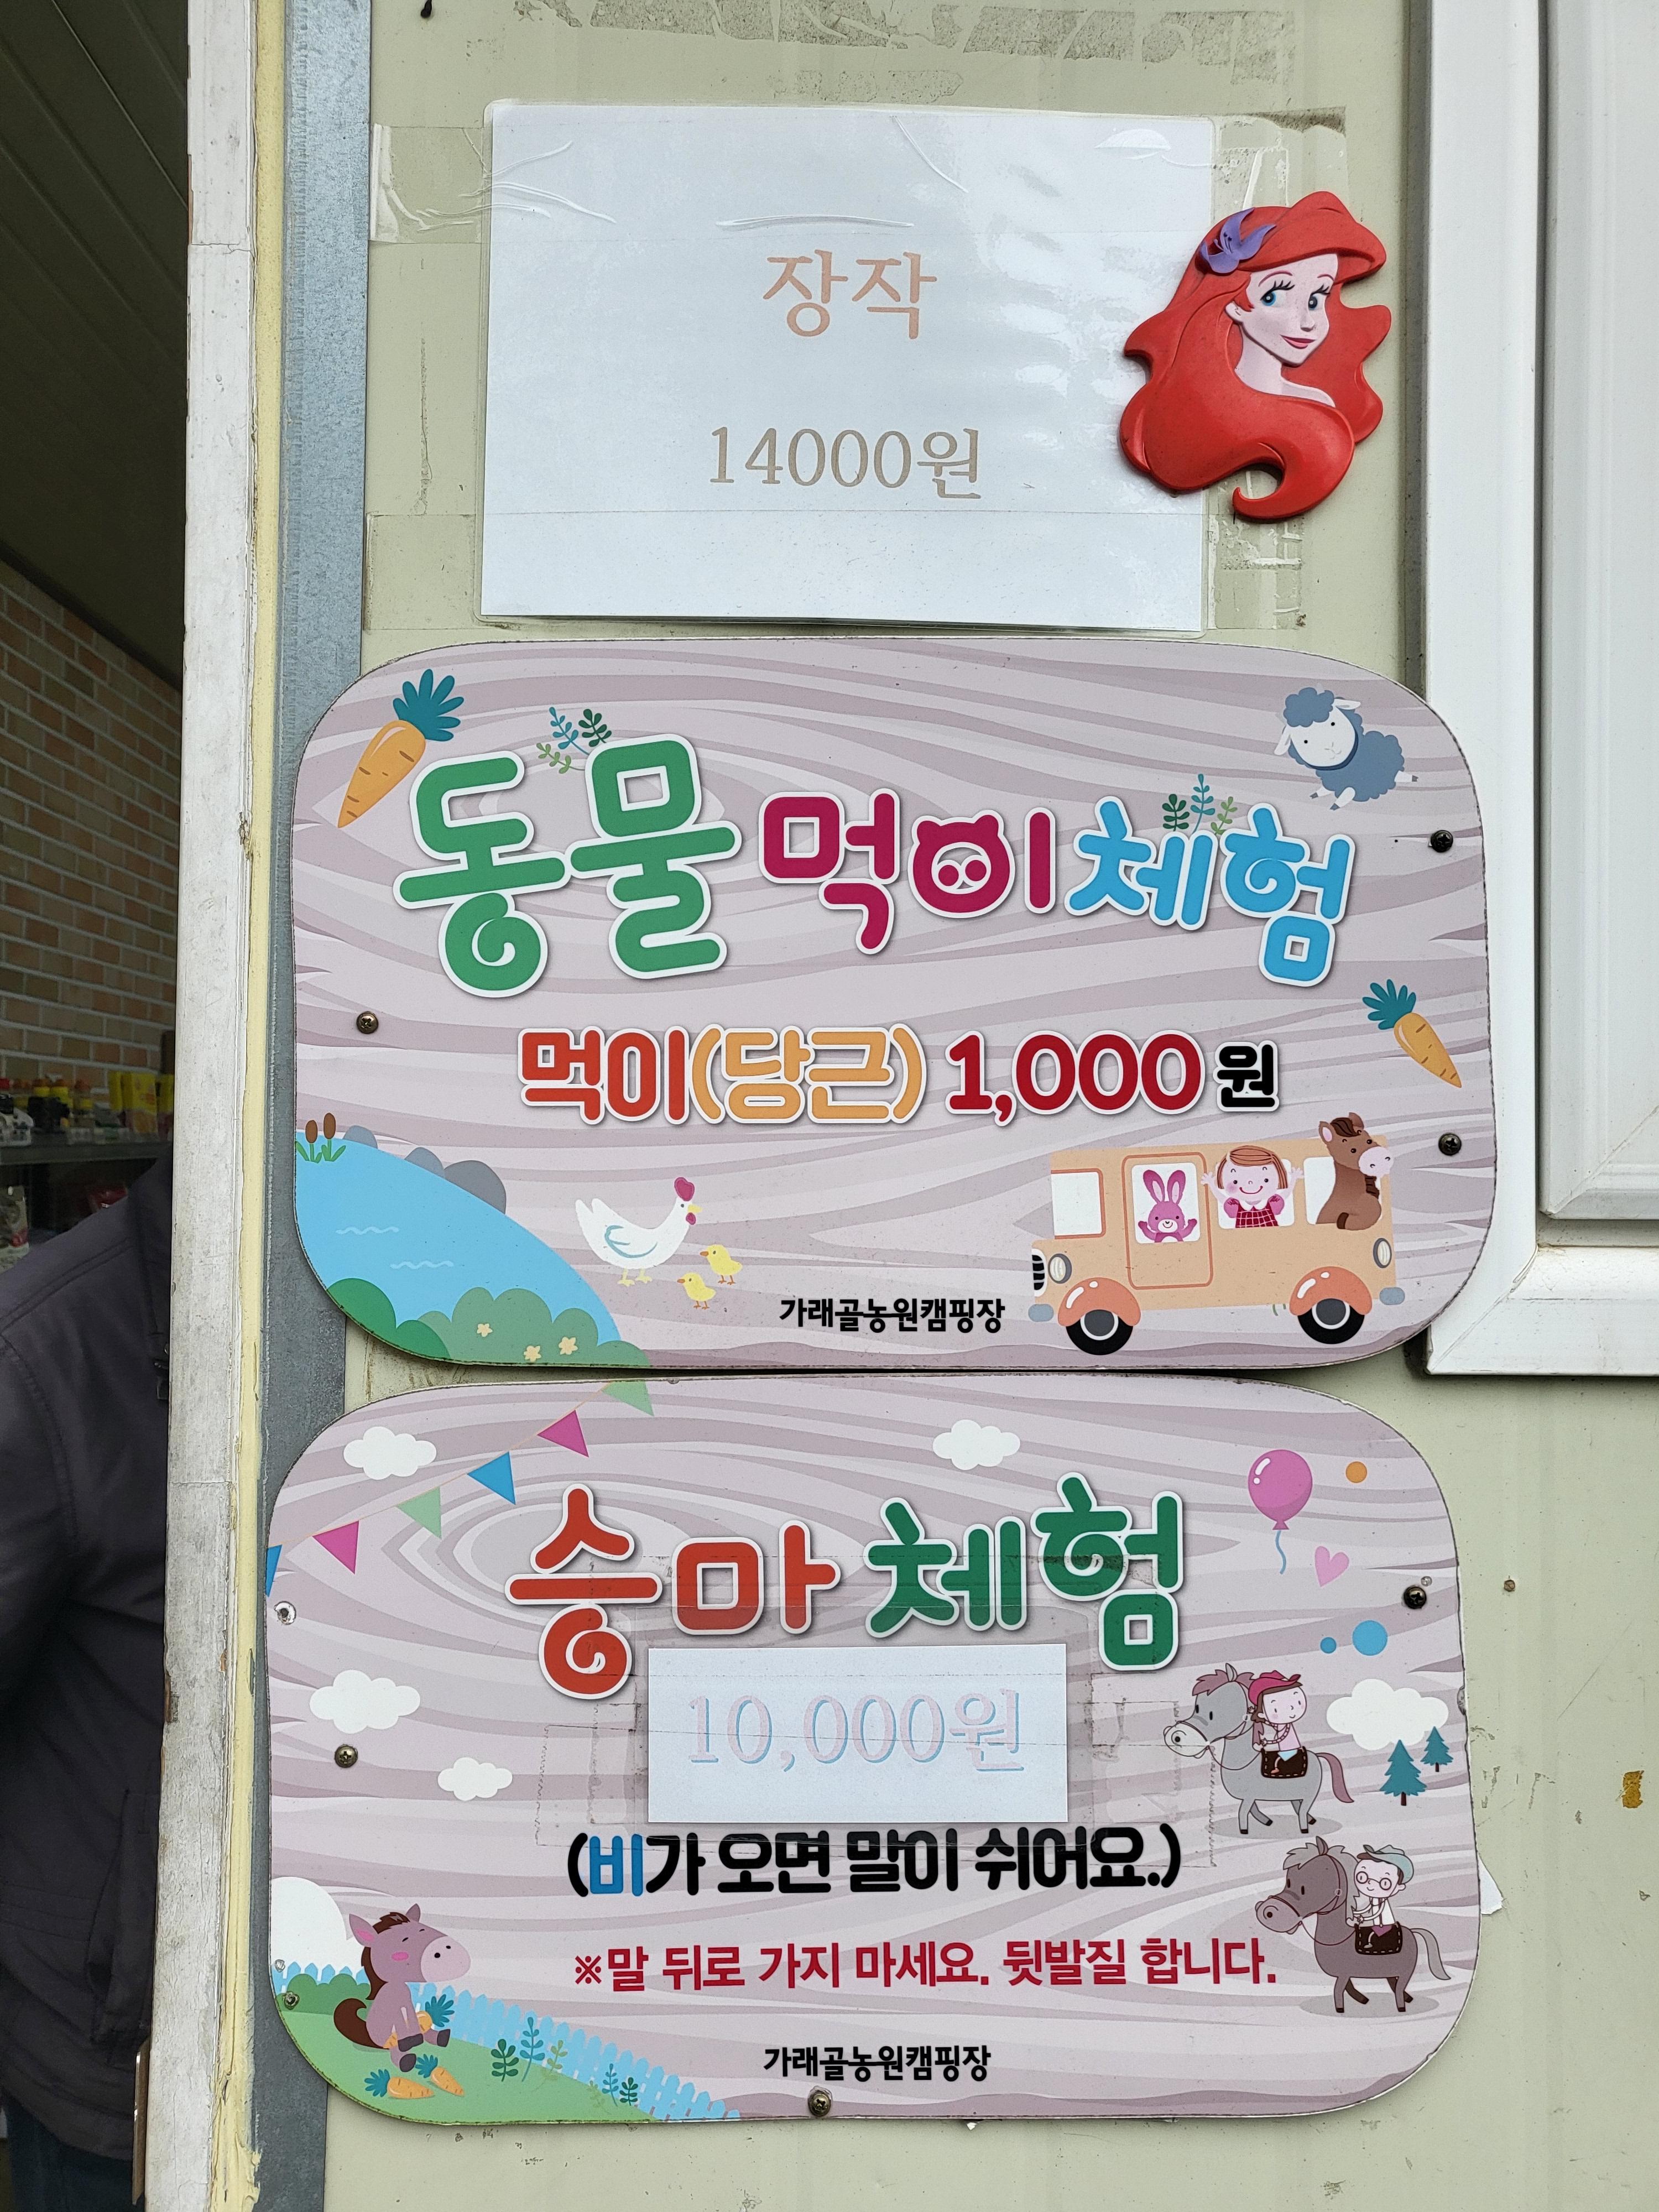 장작
14000원
동물 먹이 체험
먹이(당근) 1,000원
가래골농원캠핑장
승마 체험
10,000원
(비가 오면 말이 쉬어요.)
※말 뒤로 가지 마세요. 뒷발질 합니다.
가래골농원캠핑장